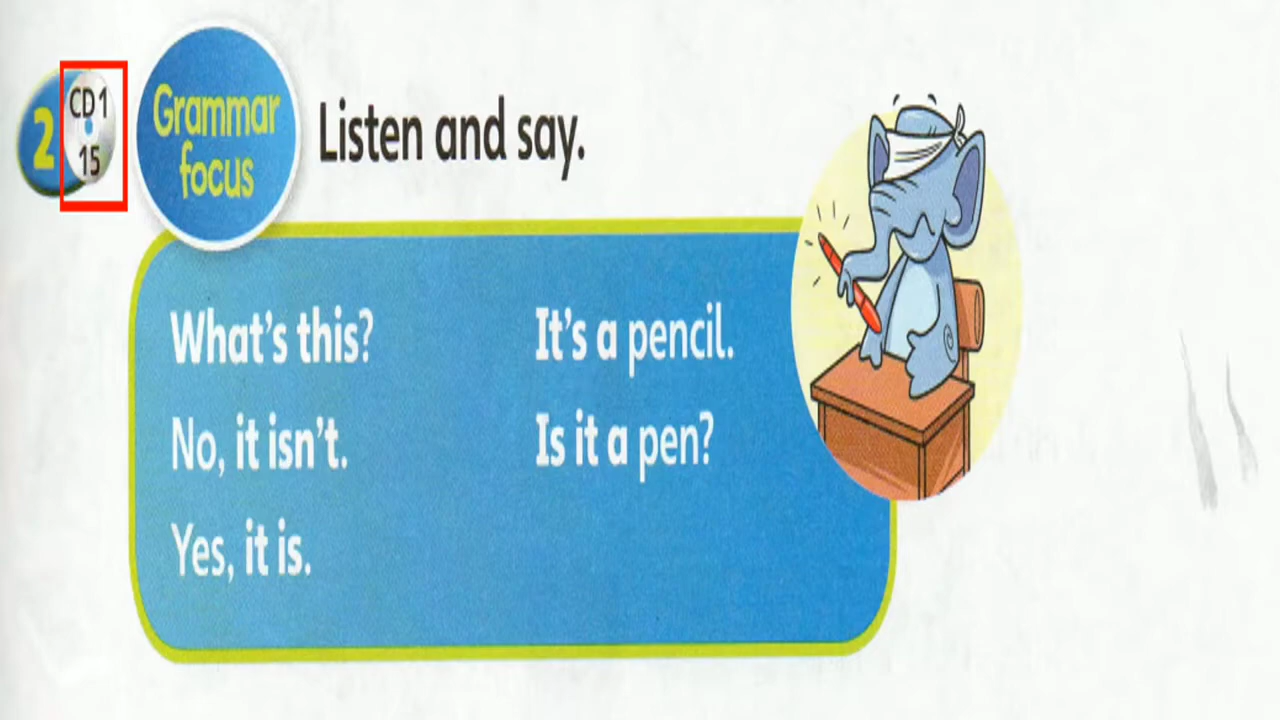 2
CD1
15
Grammar
focus
Listen and say.
What's this?
It's a pencil.
No, it isn't.
Is it a pen?
Yes, it is.